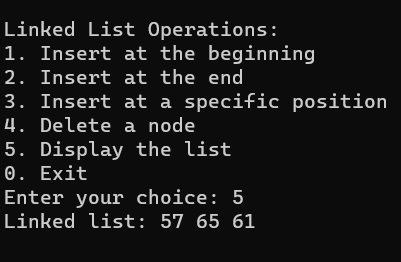 Linked List Operations:
1. Insert at the beginning
2. Insert at the end
3. Insert at a specific position
4. Delete a node
5. Display the list
0. Exit
Enter your choice: 5
Linked list: 57 65 61